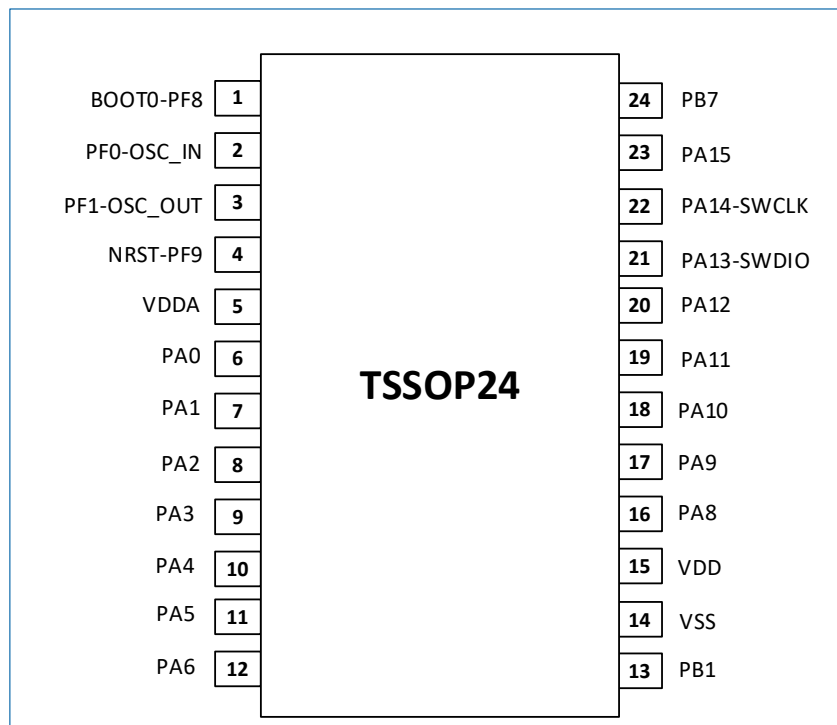 BOOT0-PF8 1 24 PB7
PF0-OSC_IN 2 23 PA15
PF1-OSC_OUT 3 22 PA14-SWCLK
NRST-PF9 4 21 PA13-SWDIO
VDDA 5 20 PA12
PA0 6 19 PA11
TSSOP24
PA1 7 18 PA10
PA2 8 17 PA9
PA3 9 16 PA8
PA4 10 15 VDD
PA5 11 14 VSS
PA6 12 13 PB1